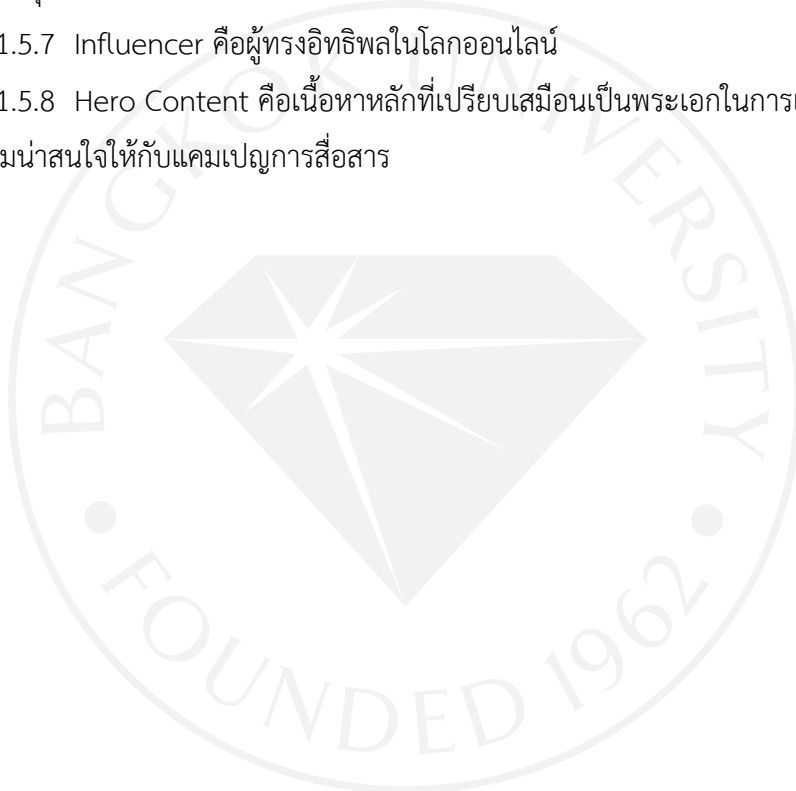 1.5.7 Influencer คือผู้ทรงอิทธิพลในโลกออนไลน์
1.5.8 Hero Content คือเนื้อหาหลักที่เปรียบเสมือนเป็นพระเอกในการ
มน่าสนใจให้กับแคมเปญการสื่อสาร
BANGKOK UNIVERSITY
FOUNDED 1962